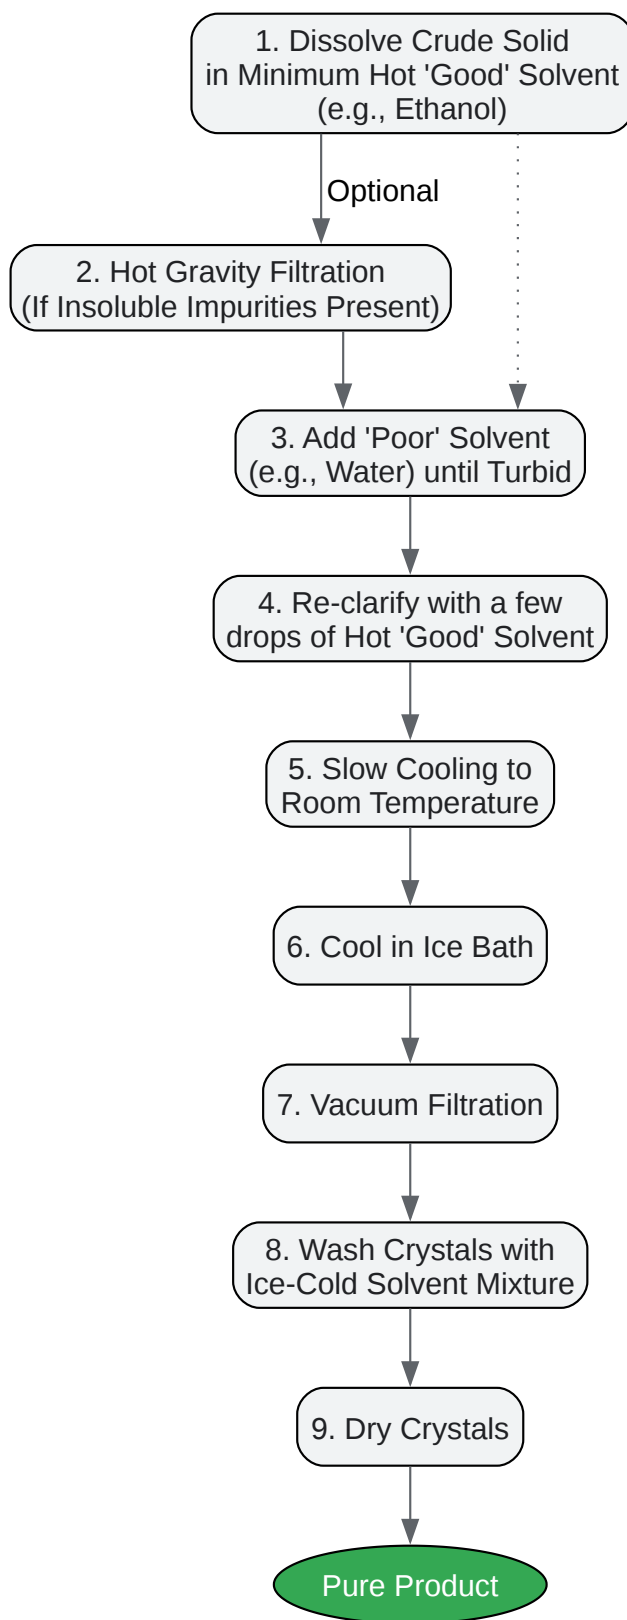 1. Dissolve Crude Solid
in Minimum Hot 'Good' Solvent
(e.g., Ethanol)
Optional
2. Hot Gravity Filtration
(If Insoluble Impurities Present)
3. Add 'Poor' Solvent
(e.g., Water) until Turbid
4. Re-clarify with a few
drops of Hot 'Good' Solvent
5. Slow Cooling to
Room Temperature
6. Cool in Ice Bath
7. Vacuum Filtration
8. Wash Crystals with
Ice-Cold Solvent Mixture
9. Dry Crystals
Pure Product